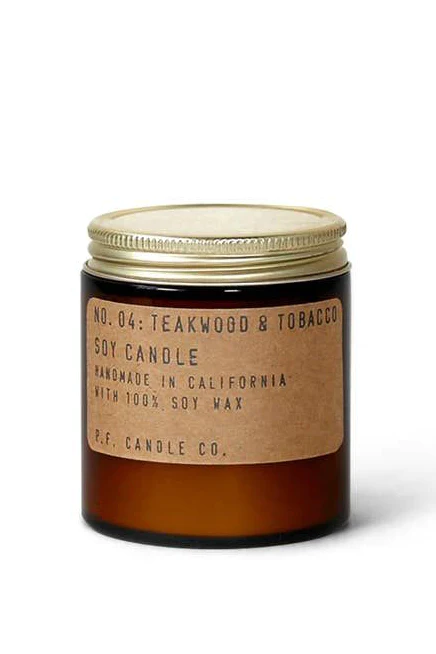 NO. 04: TEAKWOOD & TOBACCO
SOY CANDLE
HANDMADE IN CALIFORNIA
WITH 100% SOY WAX
P.F. CANDLE CO.